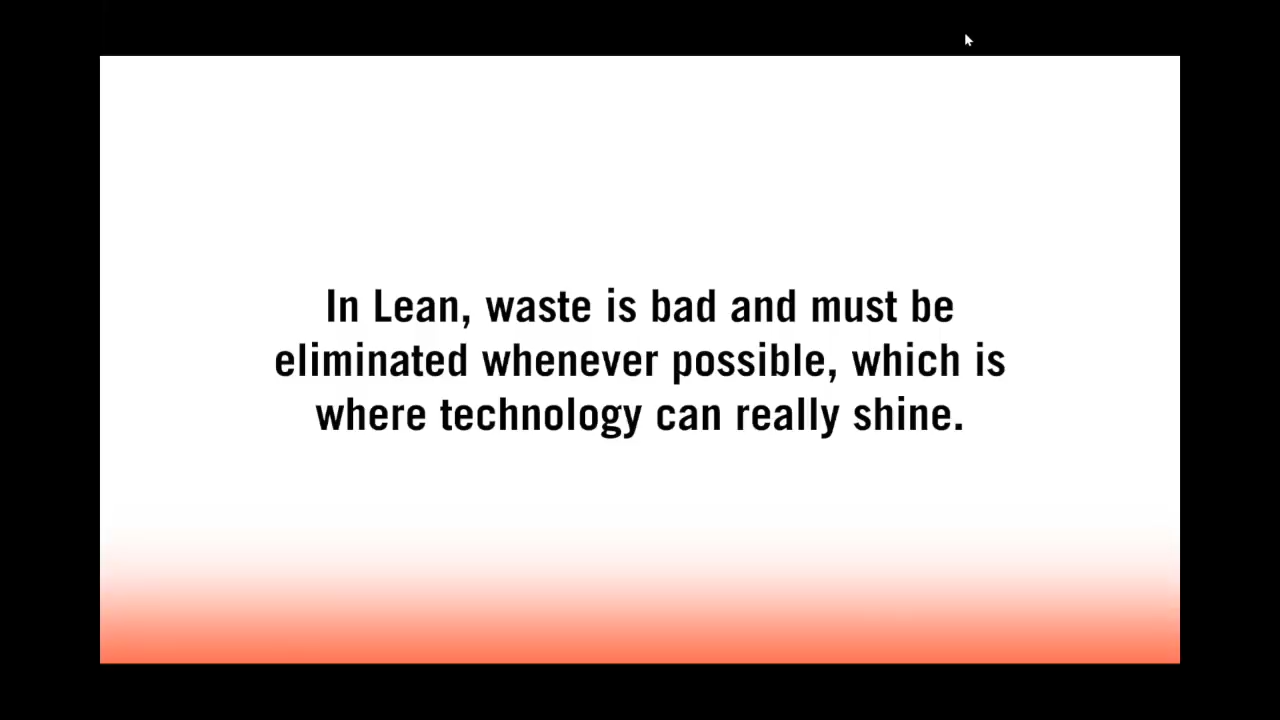 In Lean, waste is bad and must be
eliminated whenever possible, which is
where technology can really shine.